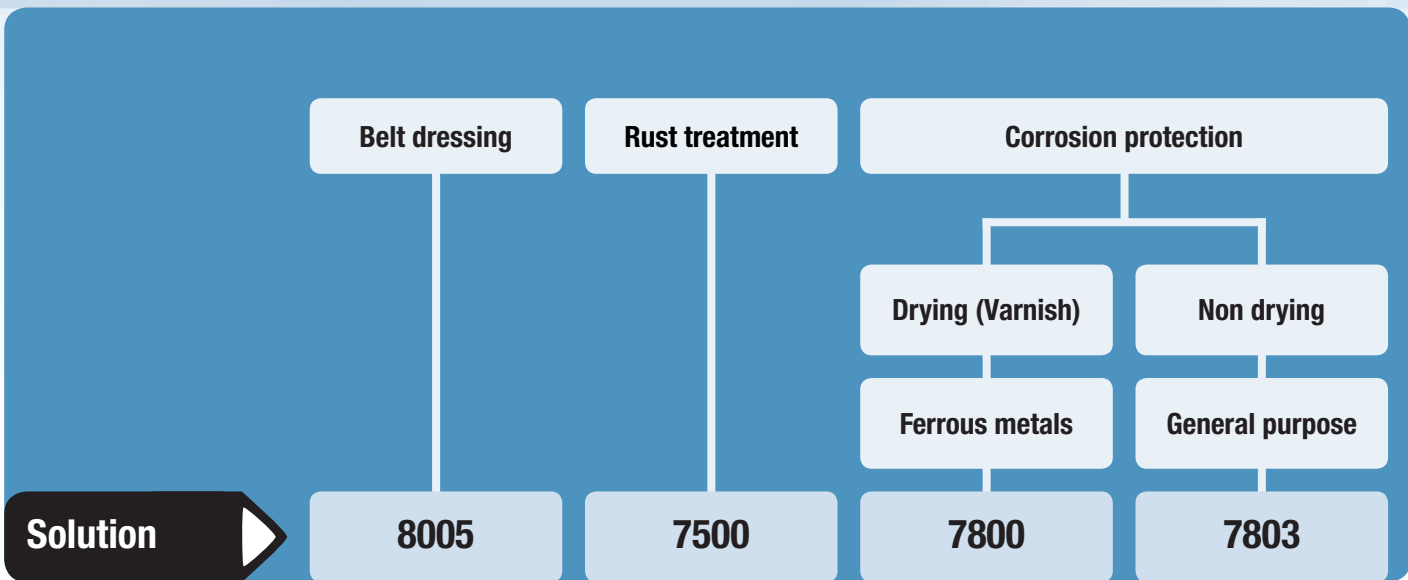 Belt dressing
Rust treatment
Corrosion protection
Drying (Varnish)
Non drying
Ferrous metals
General purpose
Solution
8005
7500
7800
7803